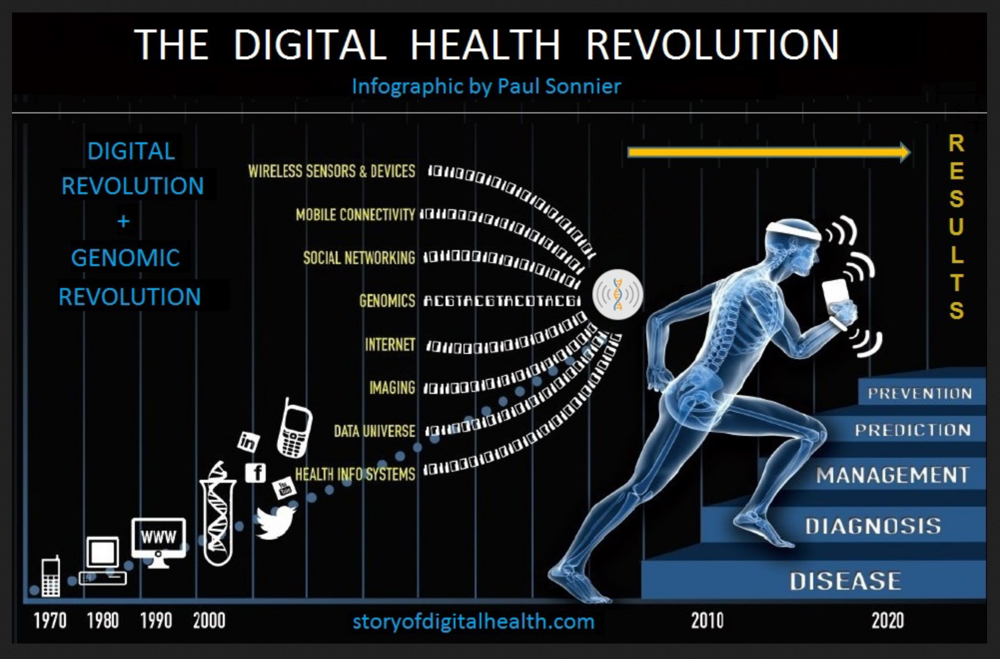 THE DIGITAL HEALTH REVOLUTION
Infographic by Paul Sonnier
DIGITAL
REVOLUTION
+
GENOMIC
REVOLUTION
WIRELESS SENSORS & DEVICES
MOBILE CONNECTIVITY
SOCIAL NETWORKING
GENOMICS
INTERNET
IMAGING
DATA UNIVERSE
HEALTH INFO SYSTEMS
RESULTS
in
f
You
Tube
WWW
PREVENTION
PREDICTION
MANAGEMENT
DIAGNOSIS
DISEASE
1970 1980 1990 2000 storyofdigitalhealth.com 2010 2020